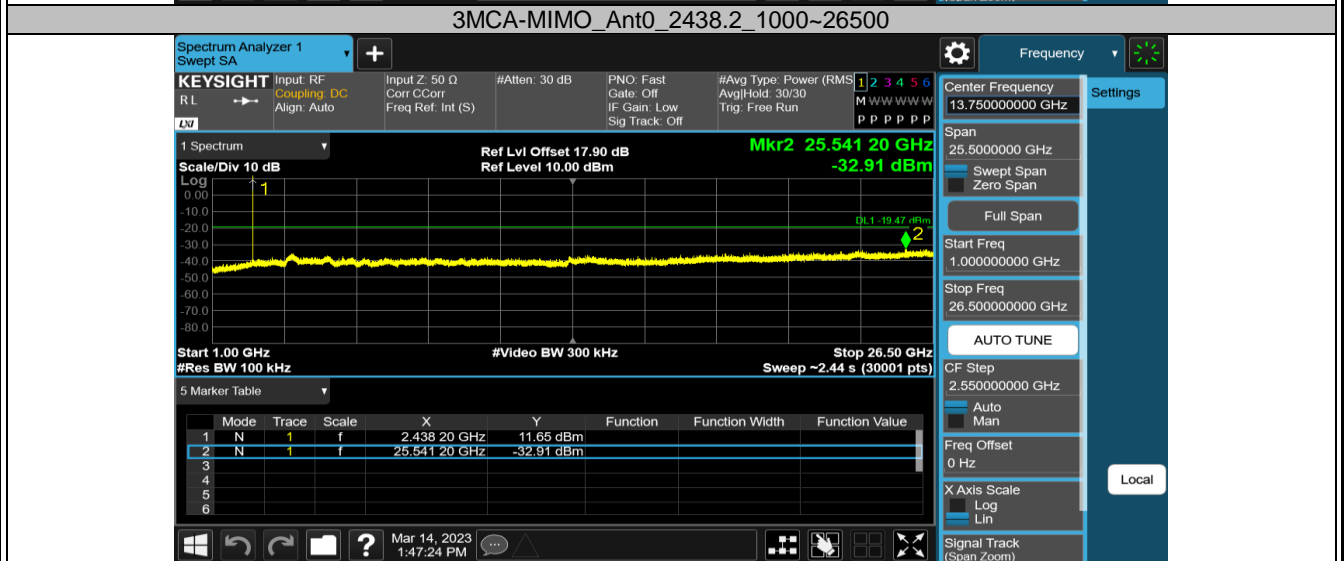 3MCA-MIMO_Ant0_2438.2_1000~26500
Spectrum Analyzer 1
Swept SA
Frequency
KEYSIGHT
R L
LXI
Input: RF
Coupling: DC
Align: Auto
Input Z: 50 Ω
Corr CCorr
Freq Ref: Int (S)
#Atten: 30 dB
PNO: Fast
Gate: Off
IF Gain: Low
Sig Track: Off
#Avg Type: Power (RMS
Avg|Hold: 30/30
Trig: Free Run
1 2 3 4 5 6
M W W W W W
P P P P P P
1 Spectrum
Scale/Div 10 dB
Ref Lvl Offset 17.90 dB
Ref Level 10.00 dBm
Mkr2 25.541 20 GHz
-32.91 dBm
Log
0.00
-10.0
-20.0
-30.0
-40.0
-50.0
-60.0
-70.0
-80.0
1
DL1 -19.47 dBm
2
Start 1.00 GHz
#Res BW 100 kHz
#Video BW 300 kHz
Stop 26.50 GHz
Sweep ~2.44 s (30001 pts)
5 Marker Table
Mode Trace Scale X Y Function Function Width Function Value
1 N 1 f 2.438 20 GHz 11.65 dBm
2 N 1 f 25.541 20 GHz -32.91 dBm
3
4
5
6
?
Mar 14, 2023
1:47:24 PM
Center Frequency
13.750000000 GHz
Settings
Span
25.5000000 GHz
Swept Span
Zero Span
Full Span
Start Freq
1.000000000 GHz
Stop Freq
26.500000000 GHz
AUTO TUNE
CF Step
2.550000000 GHz
Auto
Man
Freq Offset
0 Hz
X Axis Scale
Log
Lin
Local
Signal Track
(Span Zoom)